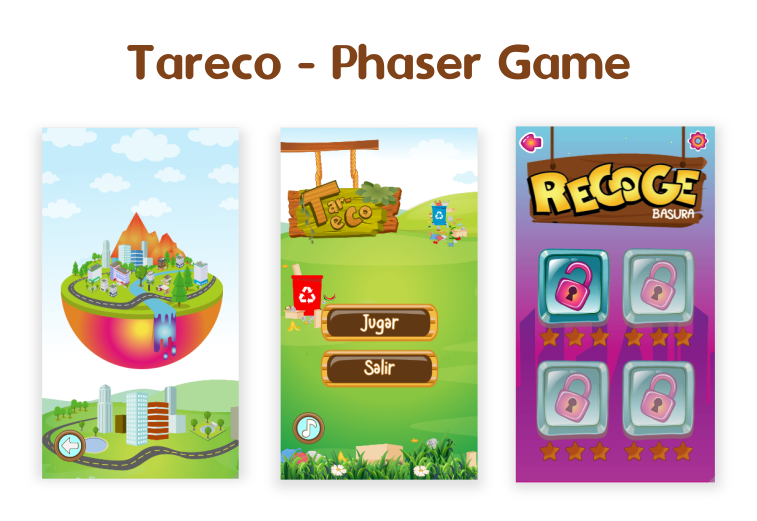 Tareco - Phaser Game
Tar-
eco
Jugar
Salir
RECOGE
BASURA